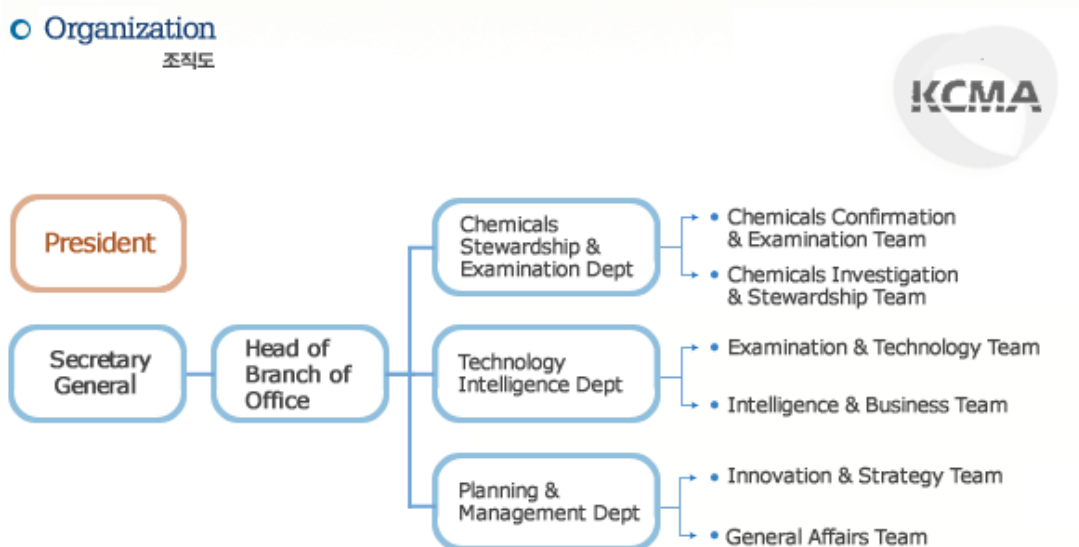 Organization
조직도
KCMA
President
Secretary
General
Head of
Branch of
Office
Chemicals
Stewardship &
Examination Dept
Chemicals Confirmation
& Examination Team
Chemicals Investigation
& Stewardship Team
Technology
Intelligence Dept
Examination & Technology Team
Intelligence & Business Team
Planning &
Management Dept
Innovation & Strategy Team
General Affairs Team